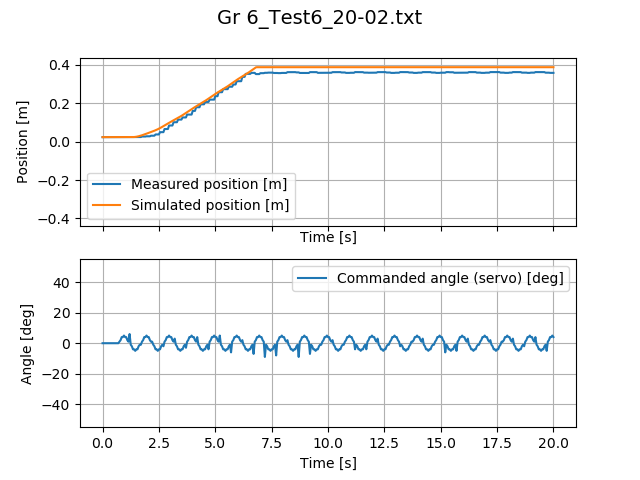 Gr 6_Test6_20-02.txt
0.4
0.2
0.0
−0.2
−0.4
Position [m]
Measured position [m]
Simulated position [m]
Time [s]
40
20
0
−20
−40
Angle [deg]
Commanded angle (servo) [deg]
0.0 2.5 5.0 7.5 10.0 12.5 15.0 17.5 20.0
Time [s]